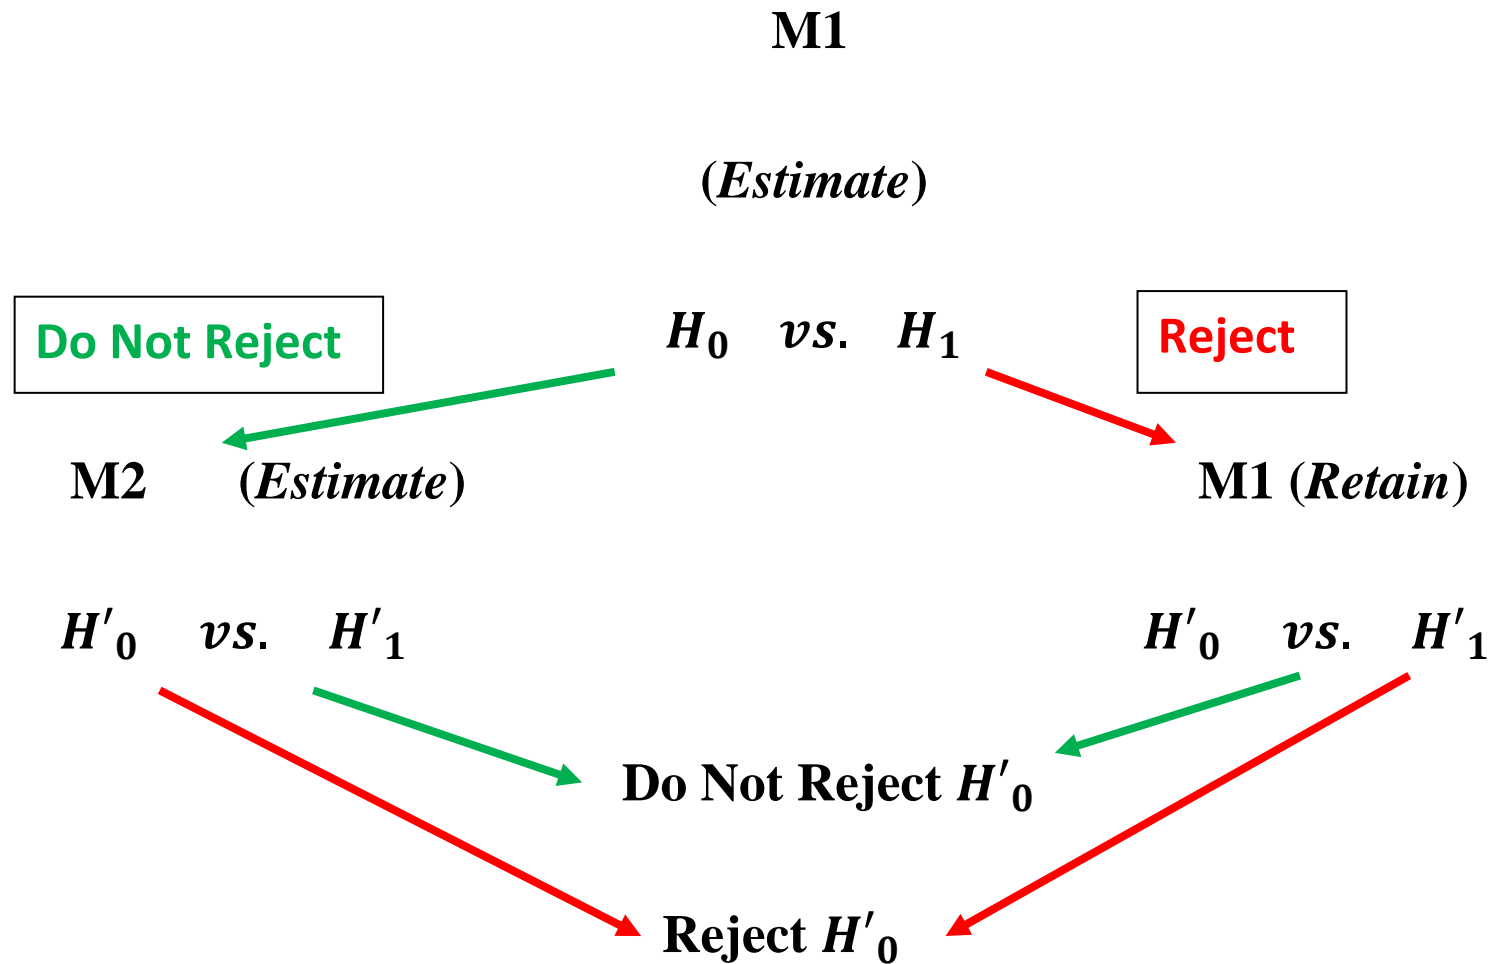 M1
(Estimate)
Do Not Reject
H₀ vs. H₁
Reject
M2 (Estimate)
M1 (Retain)
H′₀ vs. H′₁
H′₀ vs. H′₁
Do Not Reject H′₀
Reject H′₀